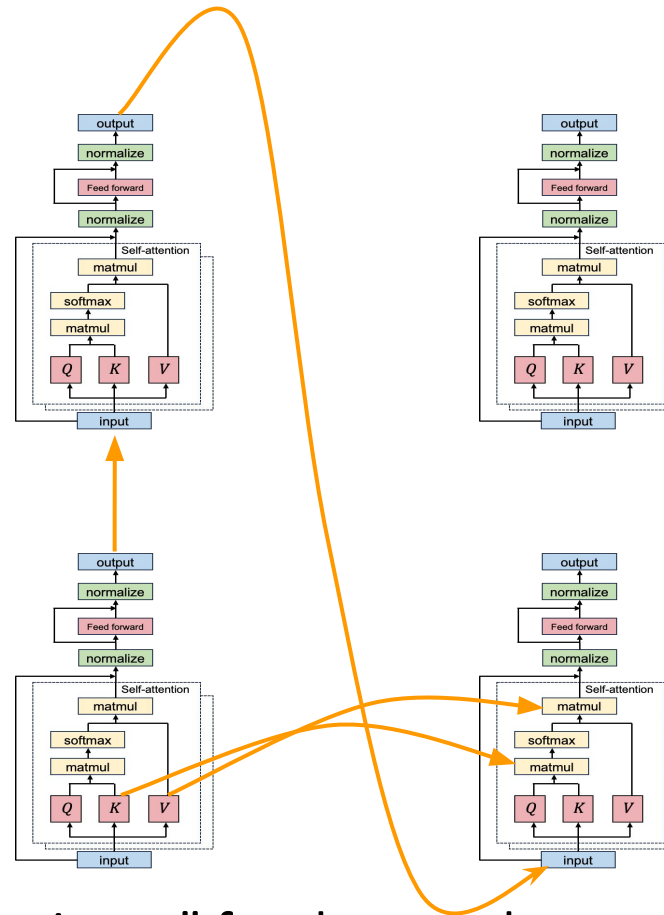 output
normalize
Feed forward
normalize
Self-attention
matmul
softmax
matmul
Q K V
input
output
normalize
Feed forward
normalize
Self-attention
matmul
softmax
matmul
Q K V
input
output
normalize
Feed forward
normalize
Self-attention
matmul
softmax
matmul
Q K V
input
output
normalize
Feed forward
normalize
Self-attention
matmul
softmax
matmul
Q K V
input